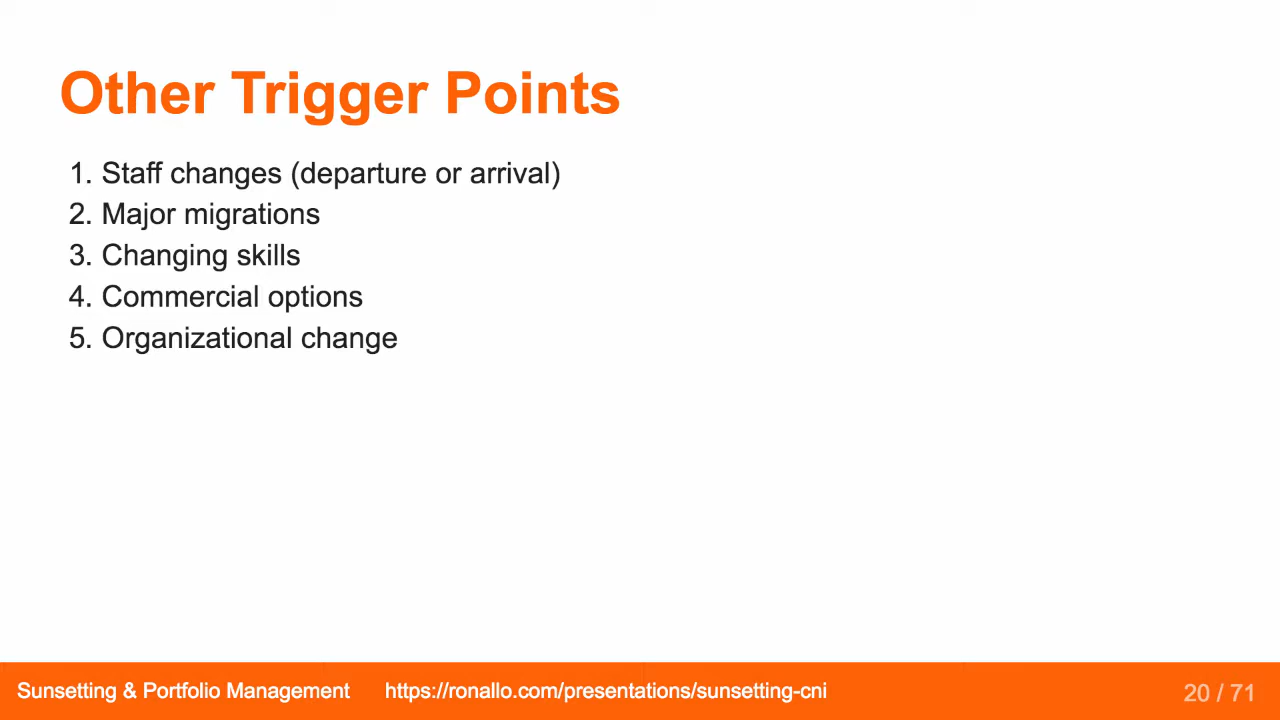 Other Trigger Points
1. Staff changes (departure or arrival)
2. Major migrations
3. Changing skills
4. Commercial options
5. Organizational change
Sunsetting & Portfolio Management https://ronallo.com/presentations/sunsetting-cni 20 / 71